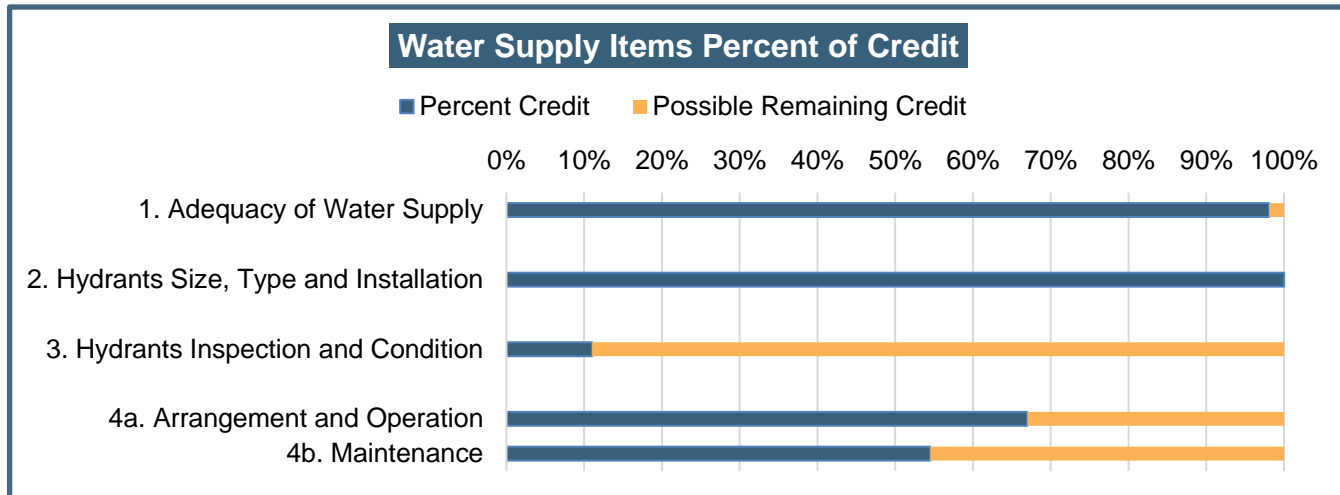 Water Supply Items Percent of Credit
Percent Credit Possible Remaining Credit
0% 10% 20% 30% 40% 50% 60% 70% 80% 90% 100%
1. Adequacy of Water Supply
2. Hydrants Size, Type and Installation
3. Hydrants Inspection and Condition
4a. Arrangement and Operation
4b. Maintenance